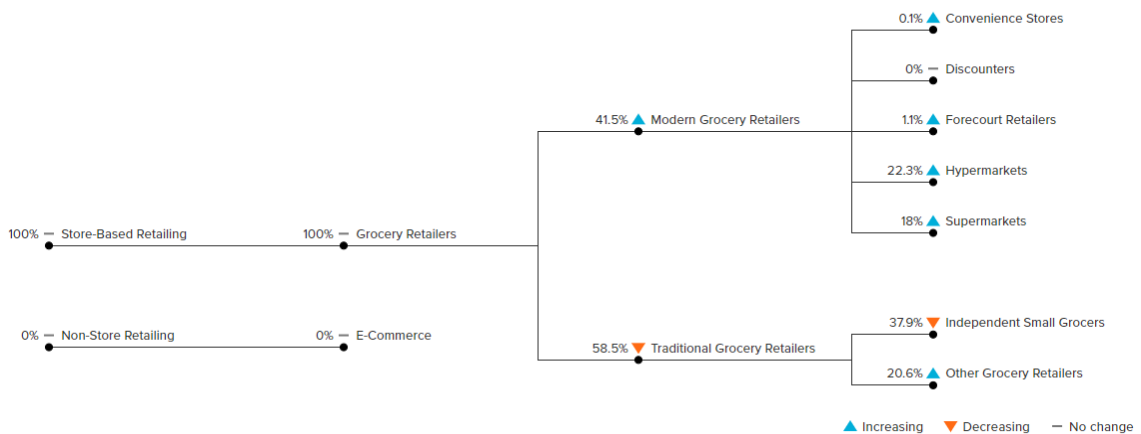 0.1% Convenience Stores
0% – Discounters
41.5% Modern Grocery Retailers
1.1% Forecourt Retailers
22.3% Hypermarkets
18% Supermarkets
100% – Store-Based Retailing
100% – Grocery Retailers
0% – Non-Store Retailing
0% – E-Commerce
58.5% Traditional Grocery Retailers
37.9% Independent Small Grocers
20.6% Other Grocery Retailers
Increasing Decreasing – No change